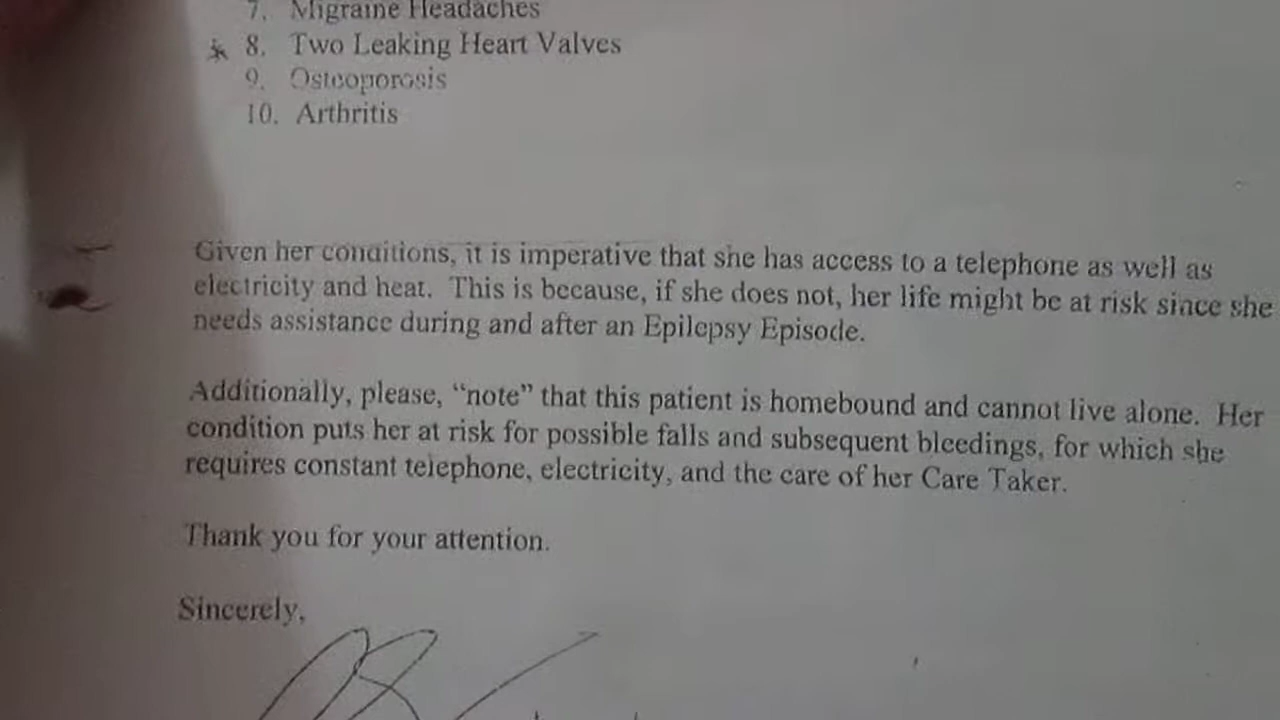 7. Migraine Headaches
8. Two Leaking Heart Valves
9. Osteoporosis
10. Arthritis
Given her conditions, it is imperative that she has access to a telephone as well as
electricity and heat. This is because, if she does not, her life might be at risk since she
needs assistance during and after an Epilepsy Episode.
Additionally, please, “note” that this patient is homebound and cannot live alone. Her
condition puts her at risk for possible falls and subsequent bleedings, for which she
requires constant telephone, electricity, and the care of her Care Taker.
Thank you for your attention.
Sincerely,